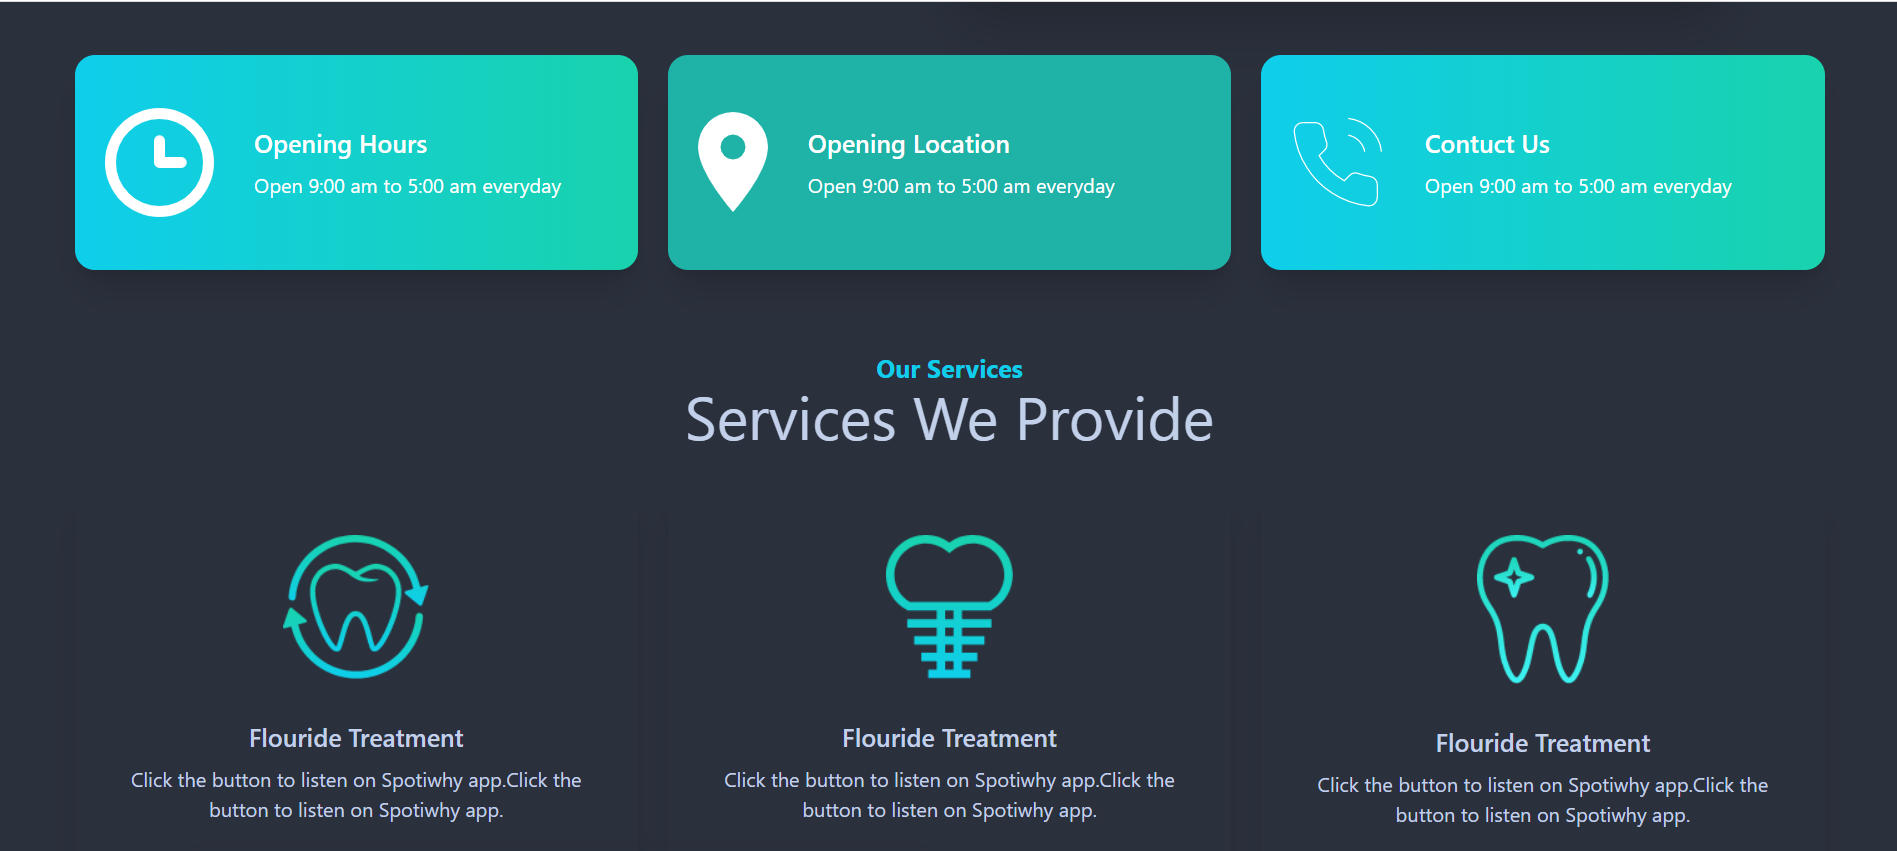 Opening Hours
Open 9:00 am to 5:00 am everyday
Opening Location
Open 9:00 am to 5:00 am everyday
Contuct Us
Open 9:00 am to 5:00 am everyday
Our Services
Services We Provide
Flouride Treatment
Click the button to listen on Spotiwhy app.Click the
button to listen on Spotiwhy app.
Flouride Treatment
Click the button to listen on Spotiwhy app.Click the
button to listen on Spotiwhy app.
Flouride Treatment
Click the button to listen on Spotiwhy app.Click the
button to listen on Spotiwhy app.